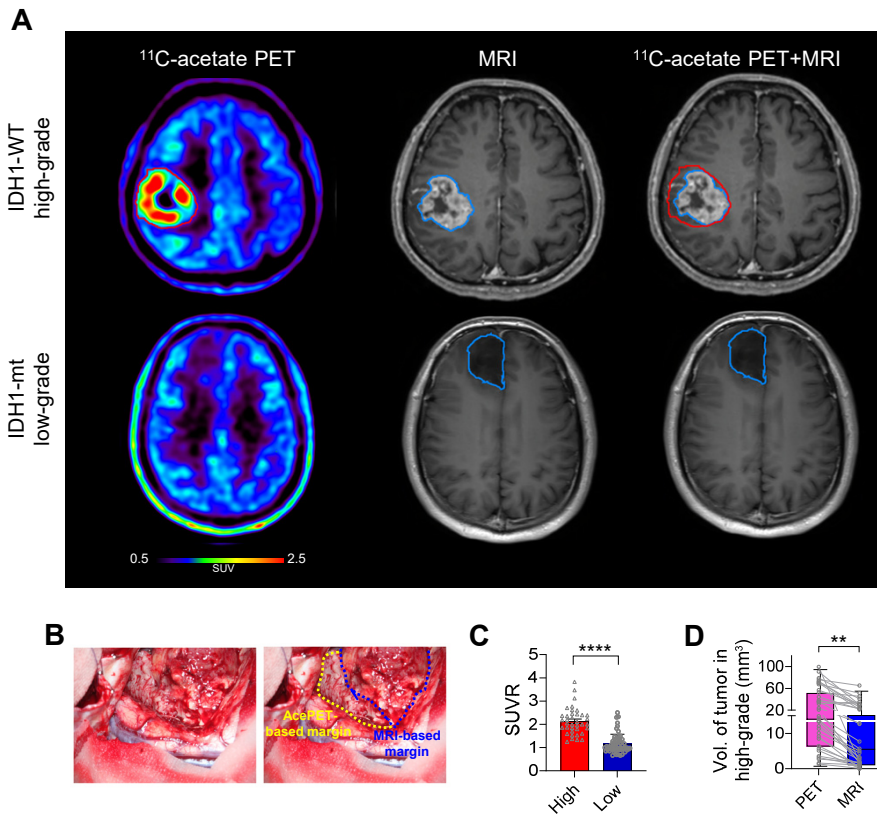 A
¹¹C-acetate PET
MRI
¹¹C-acetate PET+MRI
IDH1-WT
high-grade
IDH1-mt
low-grade
0.5
2.5
SUV
B
AcePET-
based margin
MRI-based
margin
C
****
SUVR
5
4
3
2
1
0
High
Low
D
**
Vol. of tumor in
high-grade (mm³)
100
60
20
10
0
PET
MRI